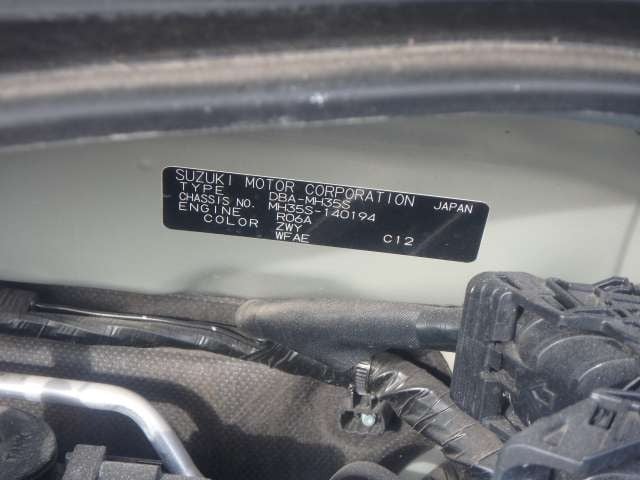 SUZUKI MOTOR CORPORATION
TYPE DBA-MH35S JAPAN
CHASSIS NO. MH35S-140194
ENGINE R06A
COLOR ZWY
WFAE C12